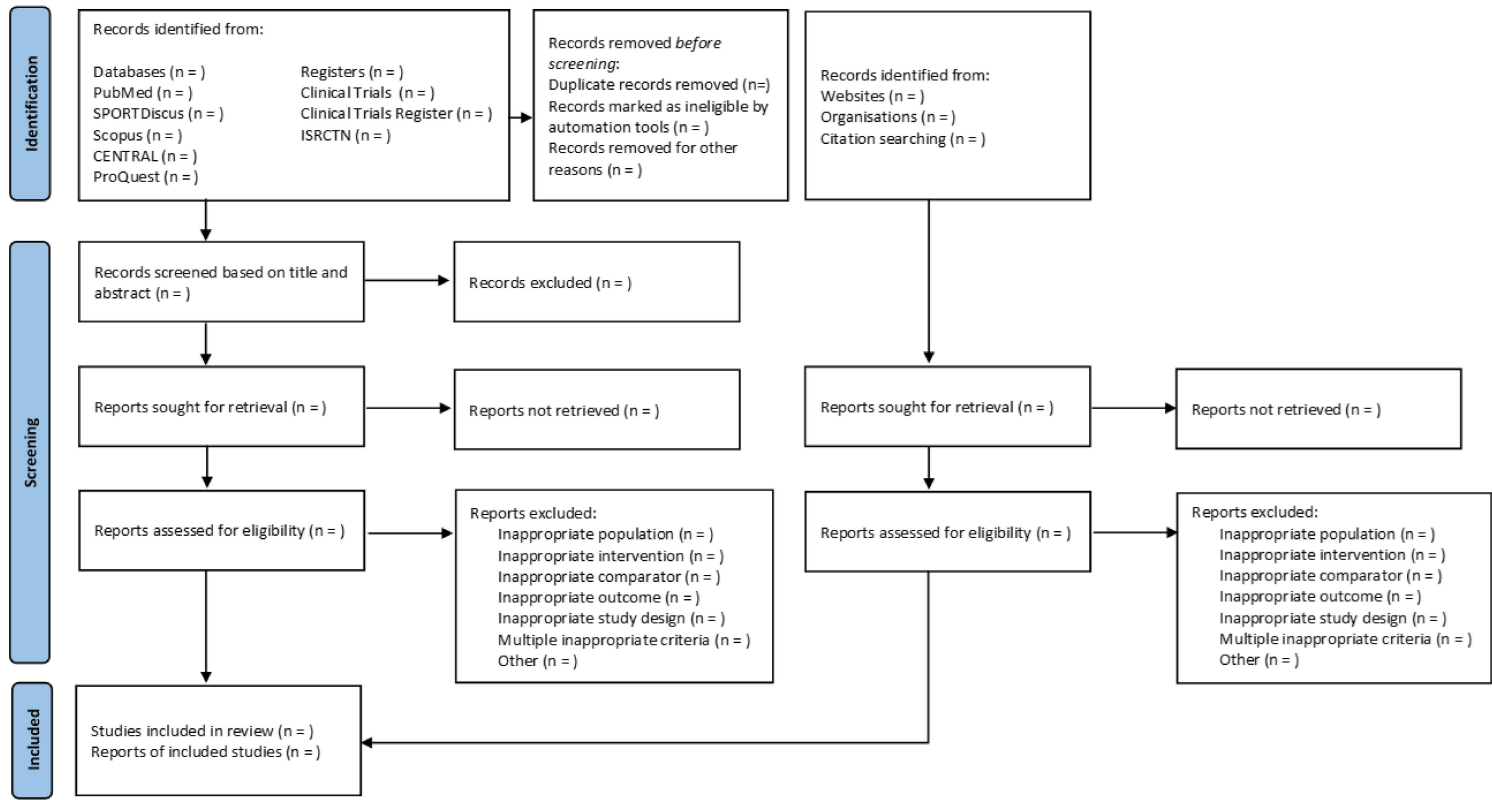 Identification
Records identified from:
Databases (n = )
PubMed (n = )
SPORTDiscus (n = )
Scopus (n = )
CENTRAL (n = )
ProQuest (n = )
Registers (n = )
Clinical Trials (n = )
Clinical Trials Register (n = )
ISRCTN (n = )
Records removed before
screening:
Duplicate records removed (n=)
Records marked as ineligible by
automation tools (n = )
Records removed for other
reasons (n = )
Records identified from:
Websites (n = )
Organisations (n = )
Citation searching (n = )
Screening
Records screened based on title and
abstract (n = )
Records excluded (n = )
Reports sought for retrieval (n = )
Reports not retrieved (n = )
Reports sought for retrieval (n = )
Reports not retrieved (n = )
Reports assessed for eligibility (n = )
Reports excluded:
Inappropriate population (n = )
Inappropriate intervention (n = )
Inappropriate comparator (n = )
Inappropriate outcome (n = )
Inappropriate study design (n = )
Multiple inappropriate criteria (n = )
Other (n = )
Reports assessed for eligibility (n = )
Reports excluded:
Inappropriate population (n = )
Inappropriate intervention (n = )
Inappropriate comparator (n = )
Inappropriate outcome (n = )
Inappropriate study design (n = )
Multiple inappropriate criteria (n = )
Other (n = )
Included
Studies included in review (n = )
Reports of included studies (n = )